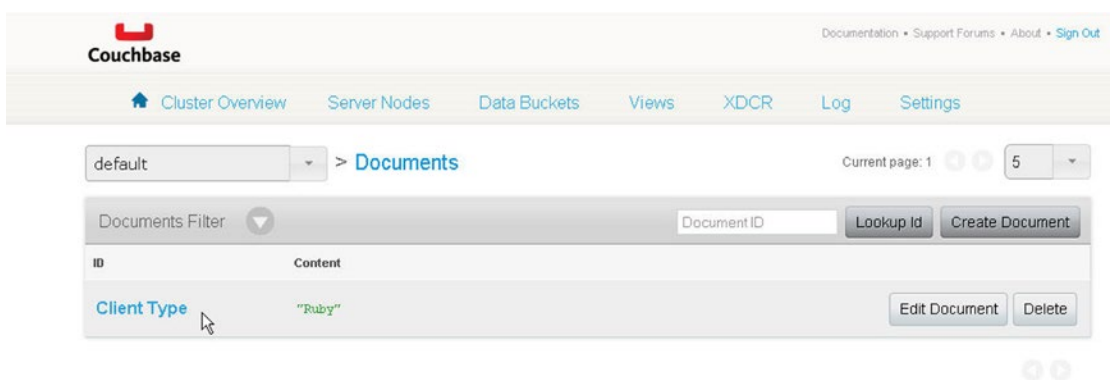 Couchbase
Documentation • Support Forums • About • Sign Out
Cluster Overview Server Nodes Data Buckets Views XDCR Log Settings
default > Documents Current page: 1 5
Documents Filter Document ID Lookup Id Create Document
ID Content
Client Type "Ruby" Edit Document Delete